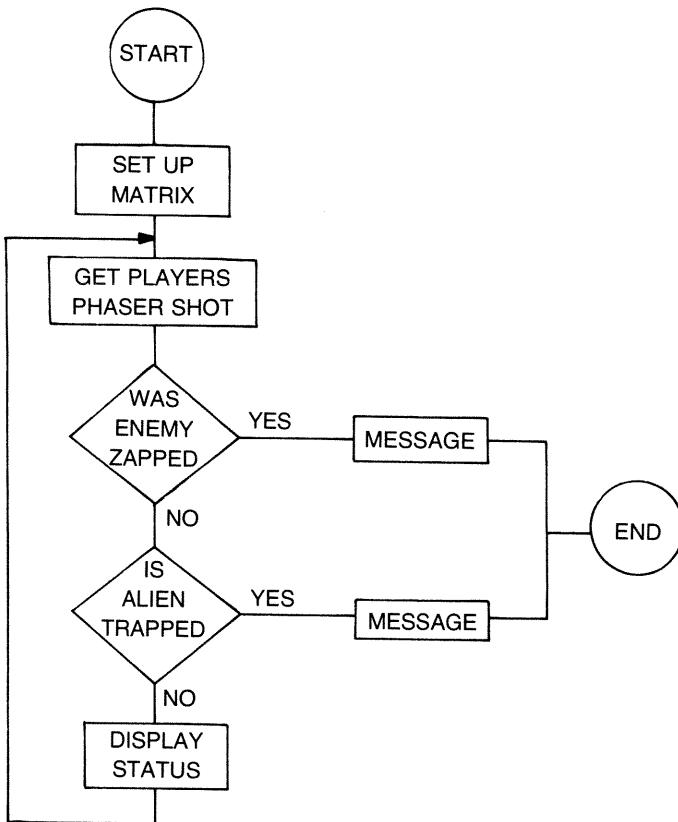 START
SET UP
MATRIX
GET PLAYERS
PHASER SHOT
WAS
ENEMY
ZAPPED
YES
MESSAGE
NO
END
IS
ALIEN
TRAPPED
YES
MESSAGE
NO
DISPLAY
STATUS